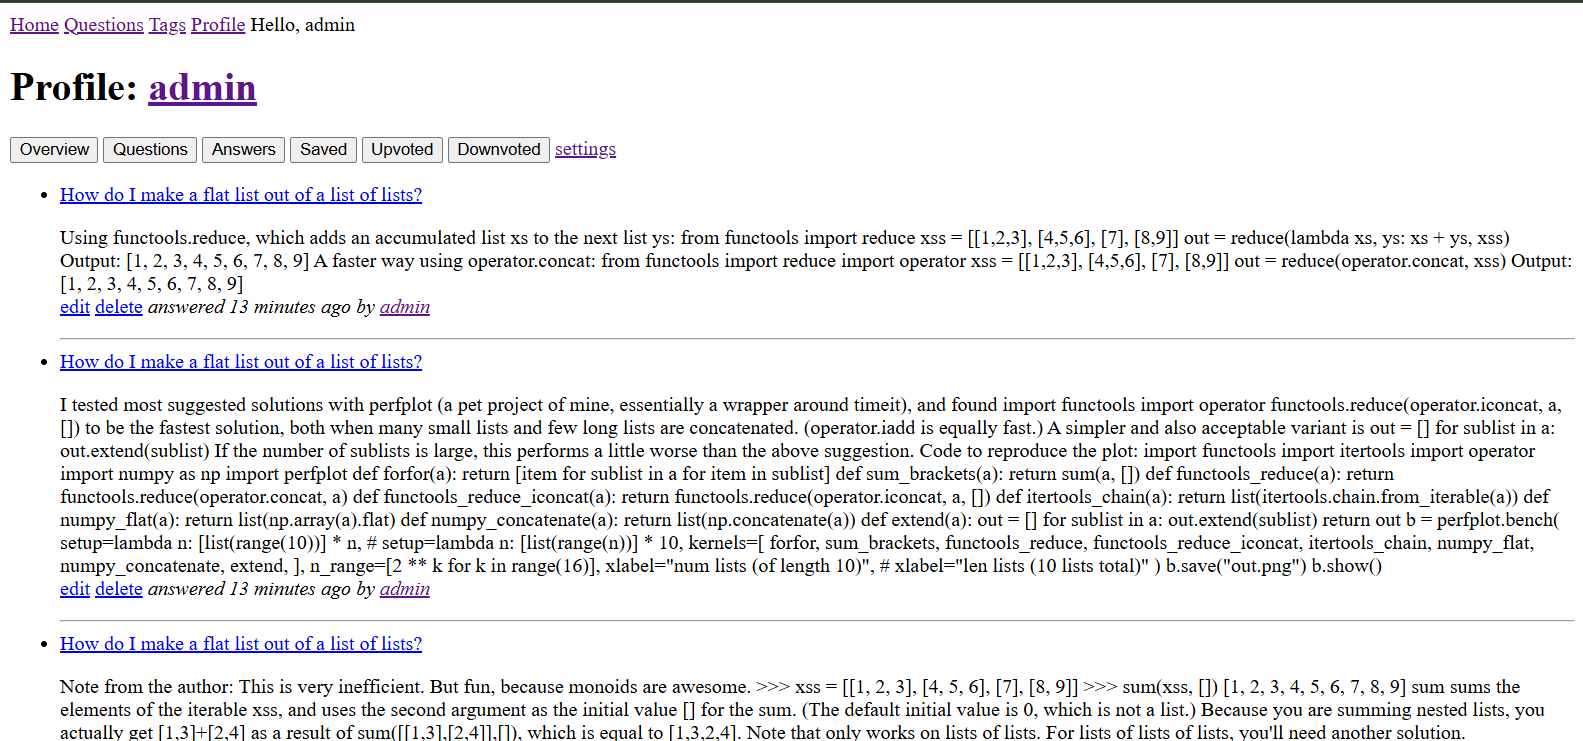 Home Questions Tags Profile Hello, admin
Profile: admin
Overview Questions Answers Saved Upvoted Downvoted settings
How do I make a flat list out of a list of lists?
Using functools.reduce, which adds an accumulated list xs to the next list ys: from functools import reduce xss = [[1,2,3], [4,5,6], [7], [8,9]] out = reduce(lambda xs, ys: xs + ys, xss)
Output: [1, 2, 3, 4, 5, 6, 7, 8, 9] A faster way using operator.concat: from functools import reduce import operator xss = [[1,2,3], [4,5,6], [7], [8,9]] out = reduce(operator.concat, xss) Output:
[1, 2, 3, 4, 5, 6, 7, 8, 9]
edit delete answered 13 minutes ago by admin
How do I make a flat list out of a list of lists?
I tested most suggested solutions with perfplot (a pet project of mine, essentially a wrapper around timeit), and found import functools import operator functools.reduce(operator.iconcat, a,
[]) to be the fastest solution, both when many small lists and few long lists are concatenated. (operator.iadd is equally fast.) A simpler and also acceptable variant is out = [] for sublist in a:
out.extend(sublist) If the number of sublists is large, this performs a little worse than the above suggestion. Code to reproduce the plot: import functools import itertools import operator
import numpy as np import perfplot def forfor(a): return [item for sublist in a for item in sublist] def sum_brackets(a): return sum(a, []) def functools_reduce(a): return
functools.reduce(operator.concat, a) def functools_reduce_iconcat(a): return functools.reduce(operator.iconcat, a, []) def itertools_chain(a): return list(itertools.chain.from_iterable(a)) def
numpy_flat(a): return list(np.array(a).flat) def numpy_concatenate(a): return list(np.concatenate(a)) def extend(a): out = [] for sublist in a: out.extend(sublist) return out b = perfplot.bench(
setup=lambda n: [list(range(10))] * n, # setup=lambda n: [list(range(n))] * 10, kernels=[ forfor, sum_brackets, functools_reduce, functools_reduce_iconcat, itertools_chain, numpy_flat,
numpy_concatenate, extend, ], n_range=[2 ** k for k in range(16)], xlabel="num lists (of length 10)", # xlabel="len lists (10 lists total)" ) b.save("out.png") b.show()
edit delete answered 13 minutes ago by admin
How do I make a flat list out of a list of lists?
Note from the author: This is very inefficient. But fun, because monoids are awesome. >>> xss = [[1, 2, 3], [4, 5, 6], [7], [8, 9]] >>> sum(xss, []) [1, 2, 3, 4, 5, 6, 7, 8, 9] sum sums the
elements of the iterable xss, and uses the second argument as the initial value [] for the sum. (The default initial value is 0, which is not a list.) Because you are summing nested lists, you
actually get [1,3]+[2,4] as a result of sum([[1,3],[2,4]],[]), which is equal to [1,3,2,4]. Note that only works on lists of lists. For lists of lists of lists, you'll need another solution.